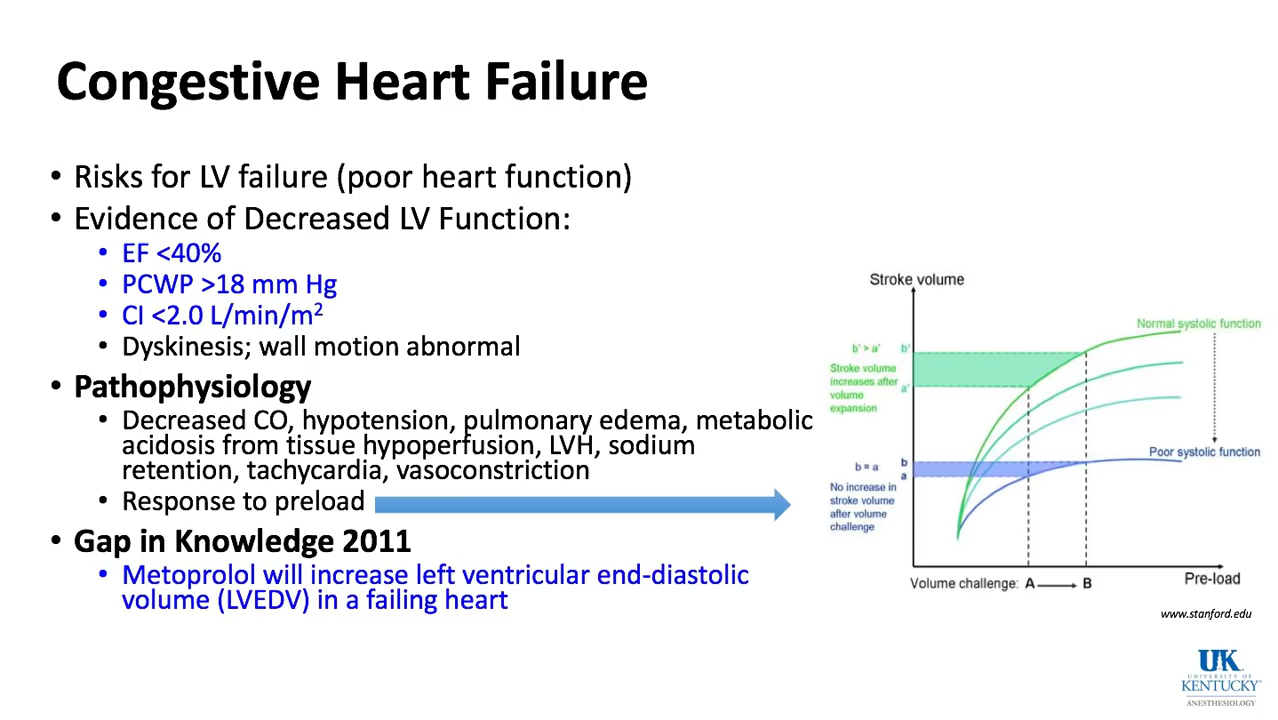 Congestive Heart Failure
• Risks for LV failure (poor heart function)
• Evidence of Decreased LV Function:
• EF <40%
• PCWP >18 mm Hg
• CI <2.0 L/min/m²
• Dyskinesis; wall motion abnormal
• Pathophysiology
• Decreased CO, hypotension, pulmonary edema, metabolic
acidosis from tissue hypoperfusion, LVH, sodium
retention, tachycardia, vasoconstriction
• Response to preload
• Gap in Knowledge 2011
• Metoprolol will increase left ventricular end-diastolic
volume (LVEDV) in a failing heart
Stroke volume
Normal systolic function
b' > a'
b'
Stroke volume
increases after
volume
expansion
a'
Poor systolic function
b = a
b
a
No increase in
stroke volume
after volume
challenge
Volume challenge: A B
Pre-load
www.stanford.edu
UK
UNIVERSITY OF
KENTUCKY
ANESTHESIOLOGY